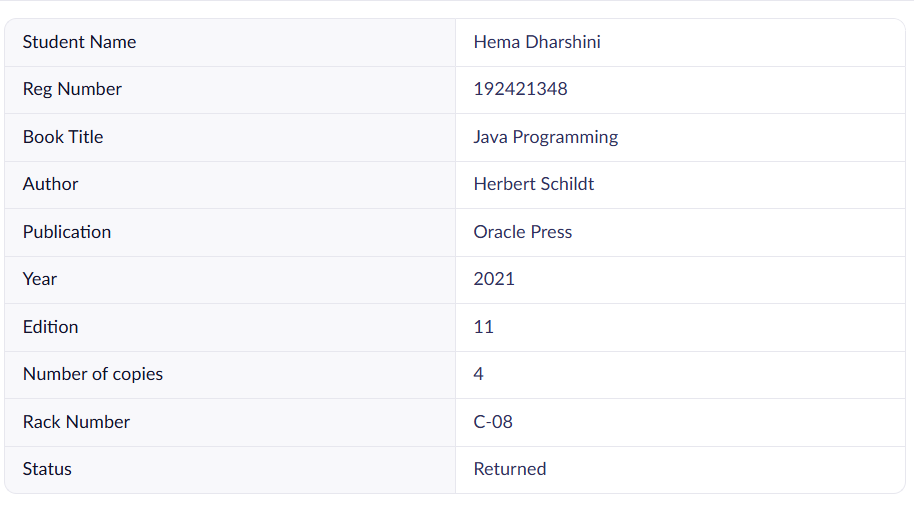 Student Name Hema Dharshini
Reg Number 192421348
Book Title Java Programming
Author Herbert Schildt
Publication Oracle Press
Year 2021
Edition 11
Number of copies 4
Rack Number C-08
Status Returned